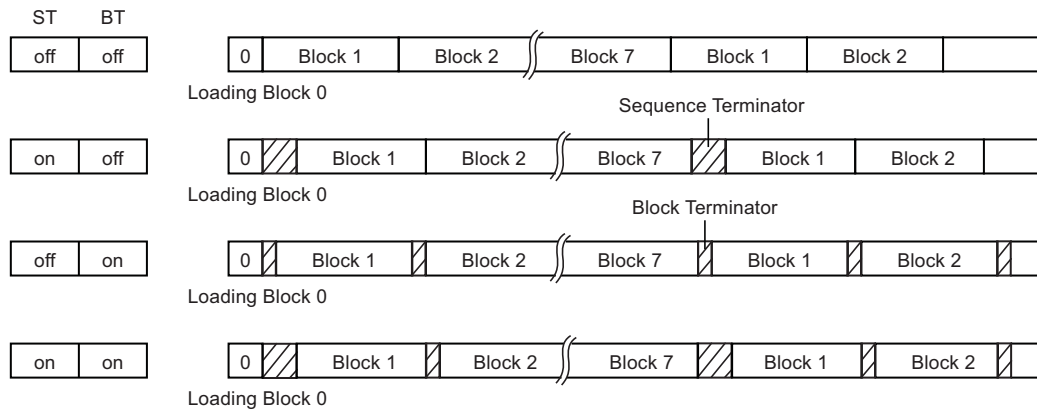 ST BT
off off 0 Block 1 Block 2 Block 7 Block 1 Block 2
Loading Block 0
Sequence Terminator
on off 0 Block 1 Block 2 Block 7 Block 1 Block 2
Loading Block 0
Block Terminator
off on 0 Block 1 Block 2 Block 7 Block 1 Block 2
Loading Block 0
on on 0 Block 1 Block 2 Block 7 Block 1 Block 2
Loading Block 0